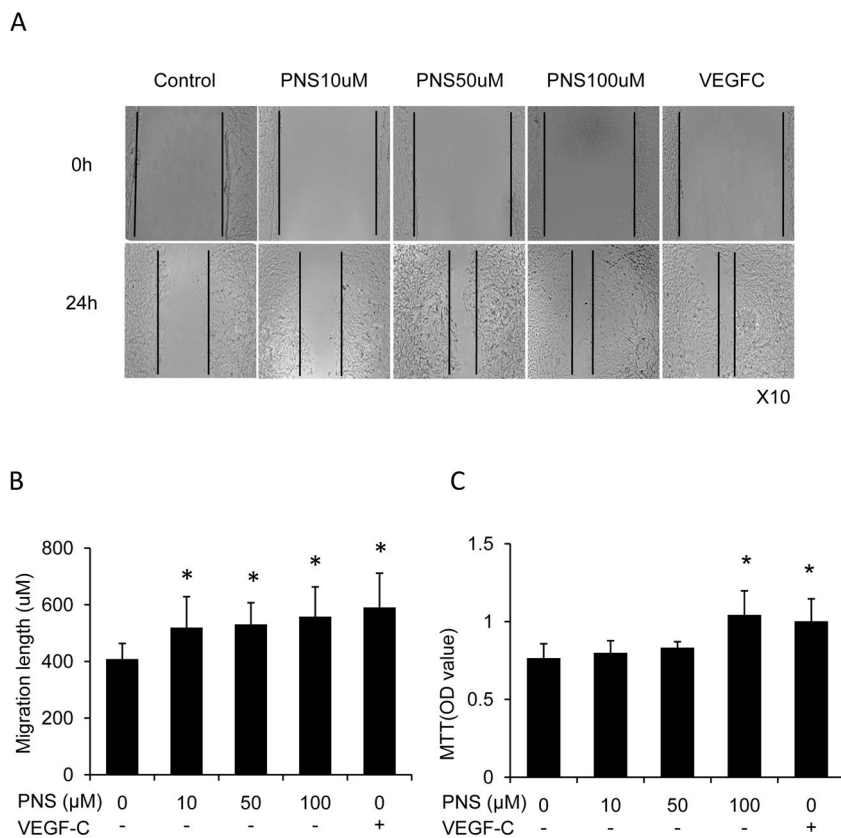 A
Control PNS10uM PNS50uM PNS100uM VEGFC
0h
24h
X10
B
Migration length (uM)
800
600
400
200
0
* * * *
PNS (μM) 0 10 50 100 0
VEGF-C - - - - +
C
MTT(OD value)
1.5
1
0.5
0
* *
PNS (μM) 0 10 50 100 0
VEGF-C - - - - +